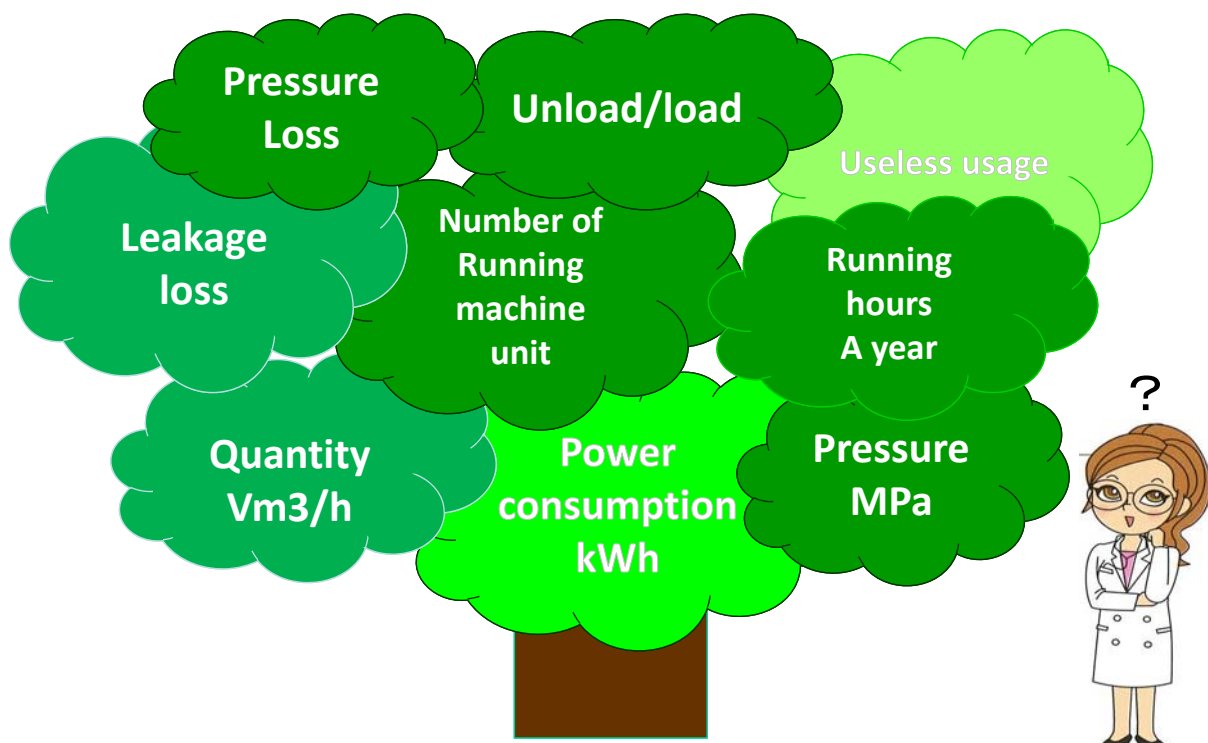 Pressure
Loss
Unload/load
Useless usage
Leakage
loss
Number of
Running
machine
unit
Running
hours
A year
Quantity
Vm3/h
Power
consumption
kWh
Pressure
MPa
?